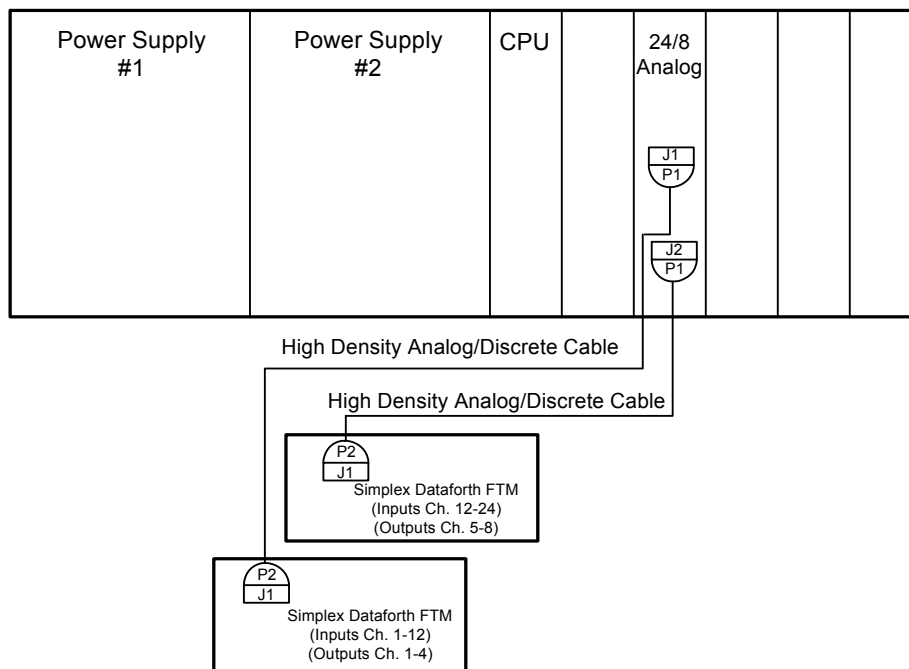 Power Supply
#1
Power Supply
#2
CPU
24/8
Analog
J1
P1
J2
P1
High Density Analog/Discrete Cable
High Density Analog/Discrete Cable
P2
J1
Simplex Dataforth FTM
(Inputs Ch. 12-24)
(Outputs Ch. 5-8)
P2
J1
Simplex Dataforth FTM
(Inputs Ch. 1-12)
(Outputs Ch. 1-4)